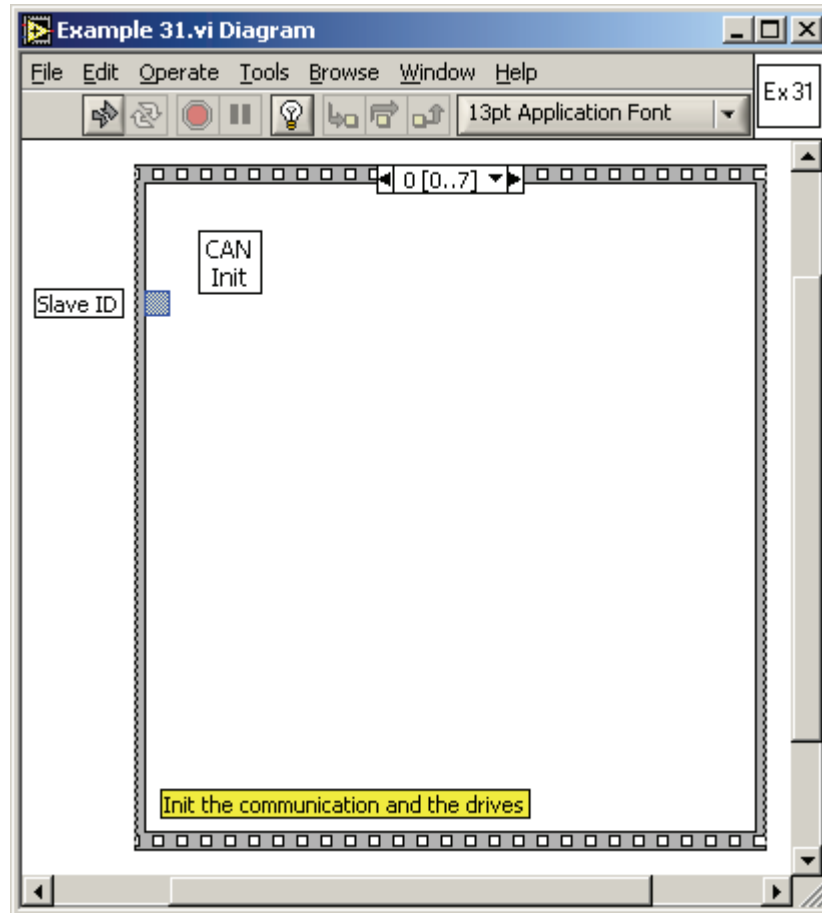 Example 31.vi Diagram
File Edit Operate Tools Browse Window Help
Ex 31
13pt Application Font
0 [0..7]
CAN
Init
Slave ID
Init the communication and the drives